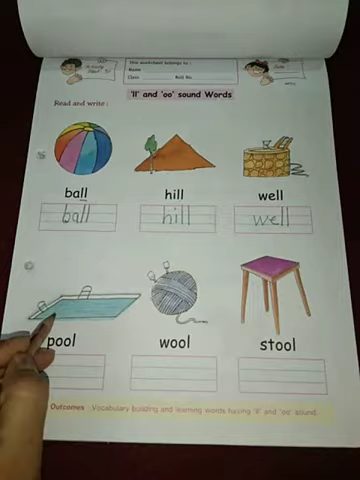 This worksheet belongs to :
Name
Class Roll No.
'll' and 'oo' sound Words
Read and write :
ball hill well
ball hill well
pool wool stool
Outcomes : Vocabulary building and learning words having 'll' and 'oo' sound.